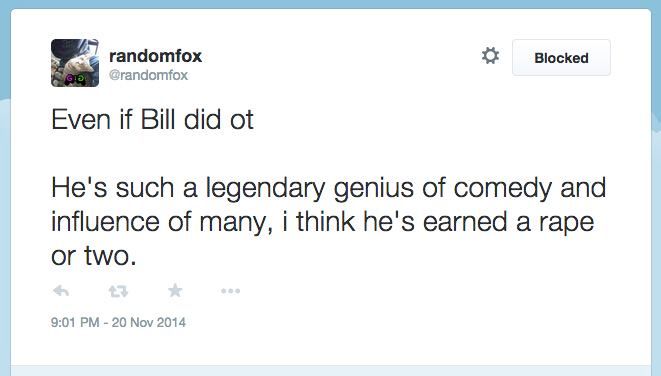 randomfox
@randomfox
Blocked
Even if Bill did ot
He's such a legendary genius of comedy and
influence of many, i think he's earned a rape
or two.
9:01 PM - 20 Nov 2014